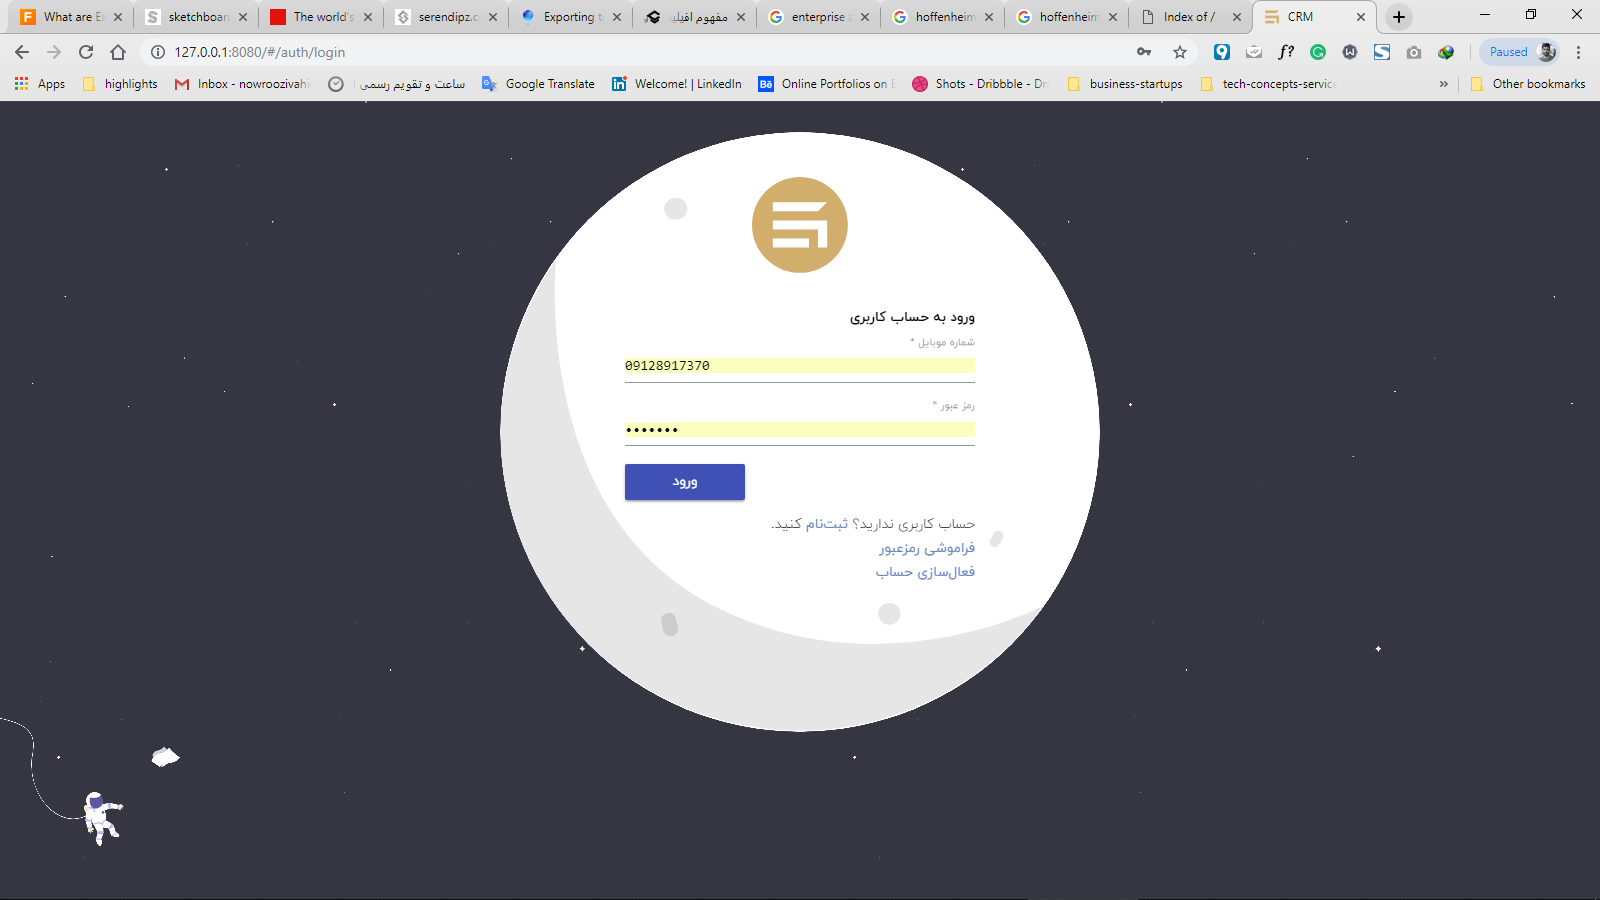 What are E
sketchboar
The world's
serendipz.c
Exporting t
مفهوم افیلیـ
enterprise a
hoffenheim
hoffenheim
Index of /
CRM
127.0.0.1:8080/#/auth/login
Paused
Apps
highlights
Inbox - nowroozivahi
ساعت و تقویم رسمی
Google Translate
Welcome! | LinkedIn
Online Portfolios on
Shots - Dribbble - Dr
business-startups
tech-concepts-service
Other bookmarks
ورود به حساب کاربری
شماره موبایل *
09128917370
رمز عبور *
•••••••
ورود
حساب کاربری ندارید؟ ثبت‌نام کنید.
فراموشی رمزعبور
فعال‌سازی حساب